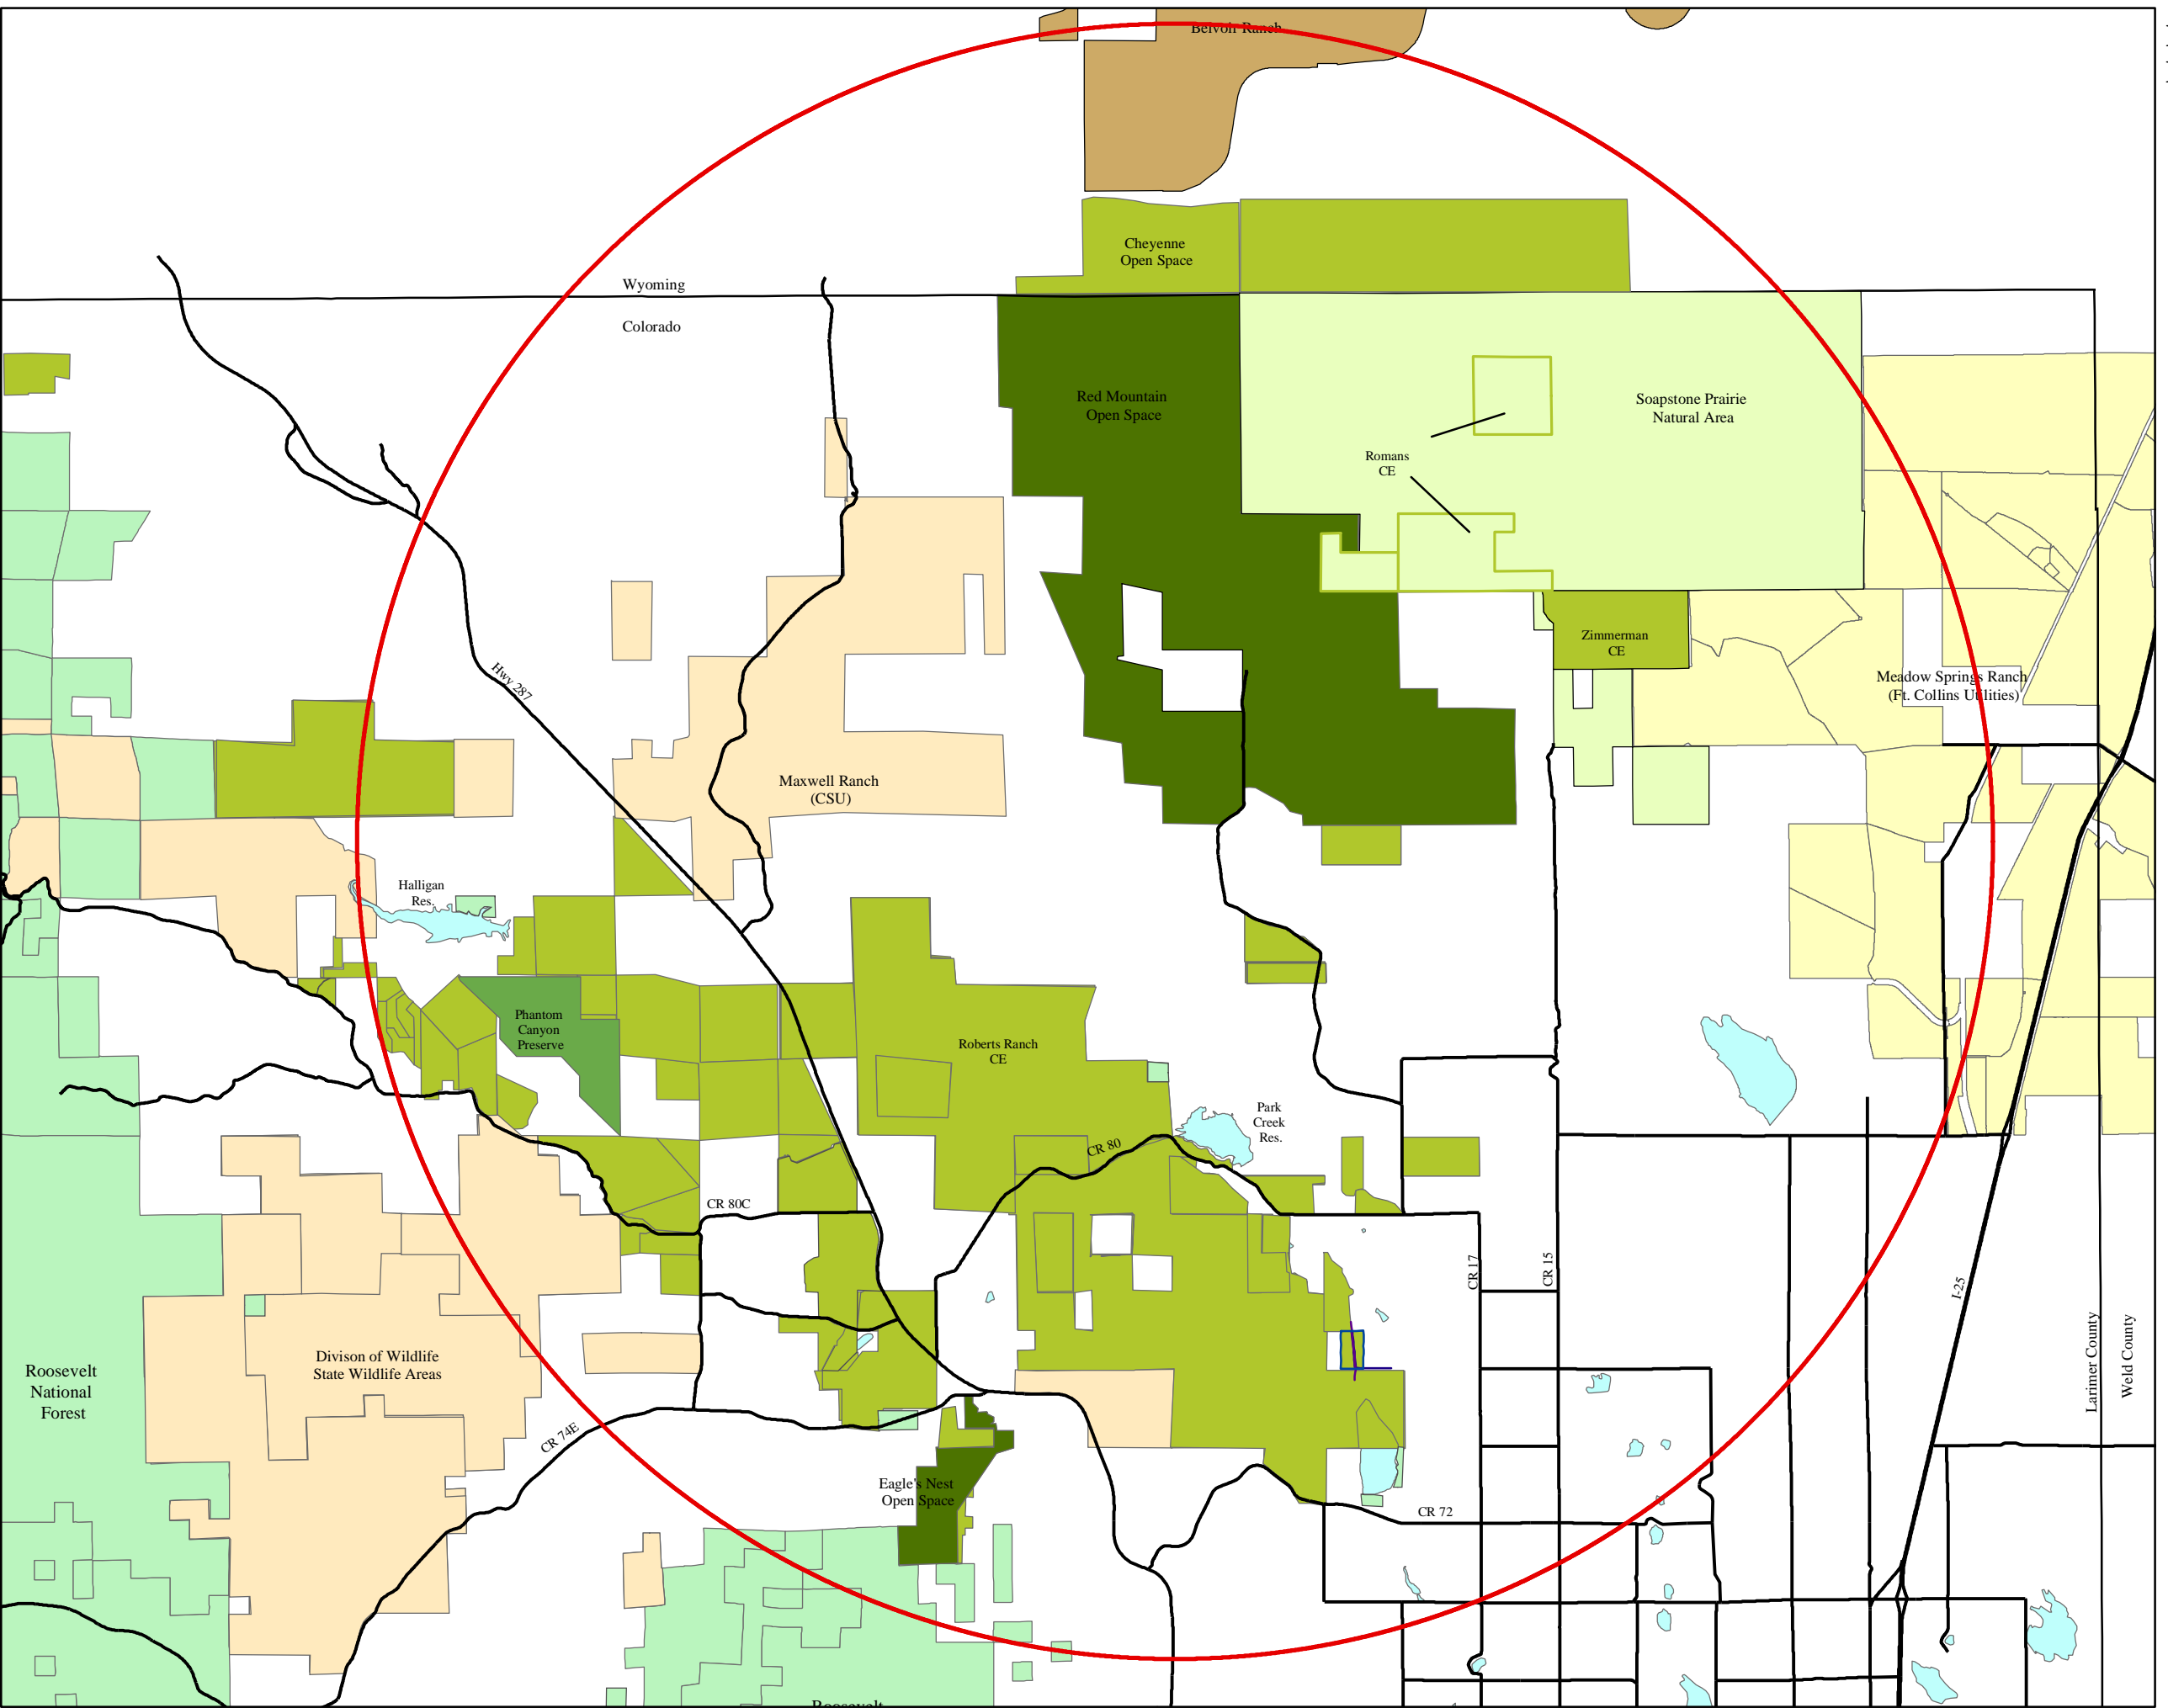 Belvoir Ranch
Cheyenne
Open Space
Wyoming
Colorado
Red Mountain
Open Space
Soapstone Prairie
Natural Area
Romans
CE
Zimmerman
CE
Hwy 287
Meadow Springs Ranch
(Ft. Collins Utilities)
Maxwell Ranch
(CSU)
Halligan
Res.
Phantom
Canyon
Preserve
Roberts Ranch
CE
Park
Creek
Res.
CR 80
CR 80C
CR 17
CR 15
I-25
Larimer County
Weld County
Roosevelt
National
Forest
Divison of Wildlife
State Wildlife Areas
CR 74E
Eagle's Nest
Open Space
CR 72
Roosevelt